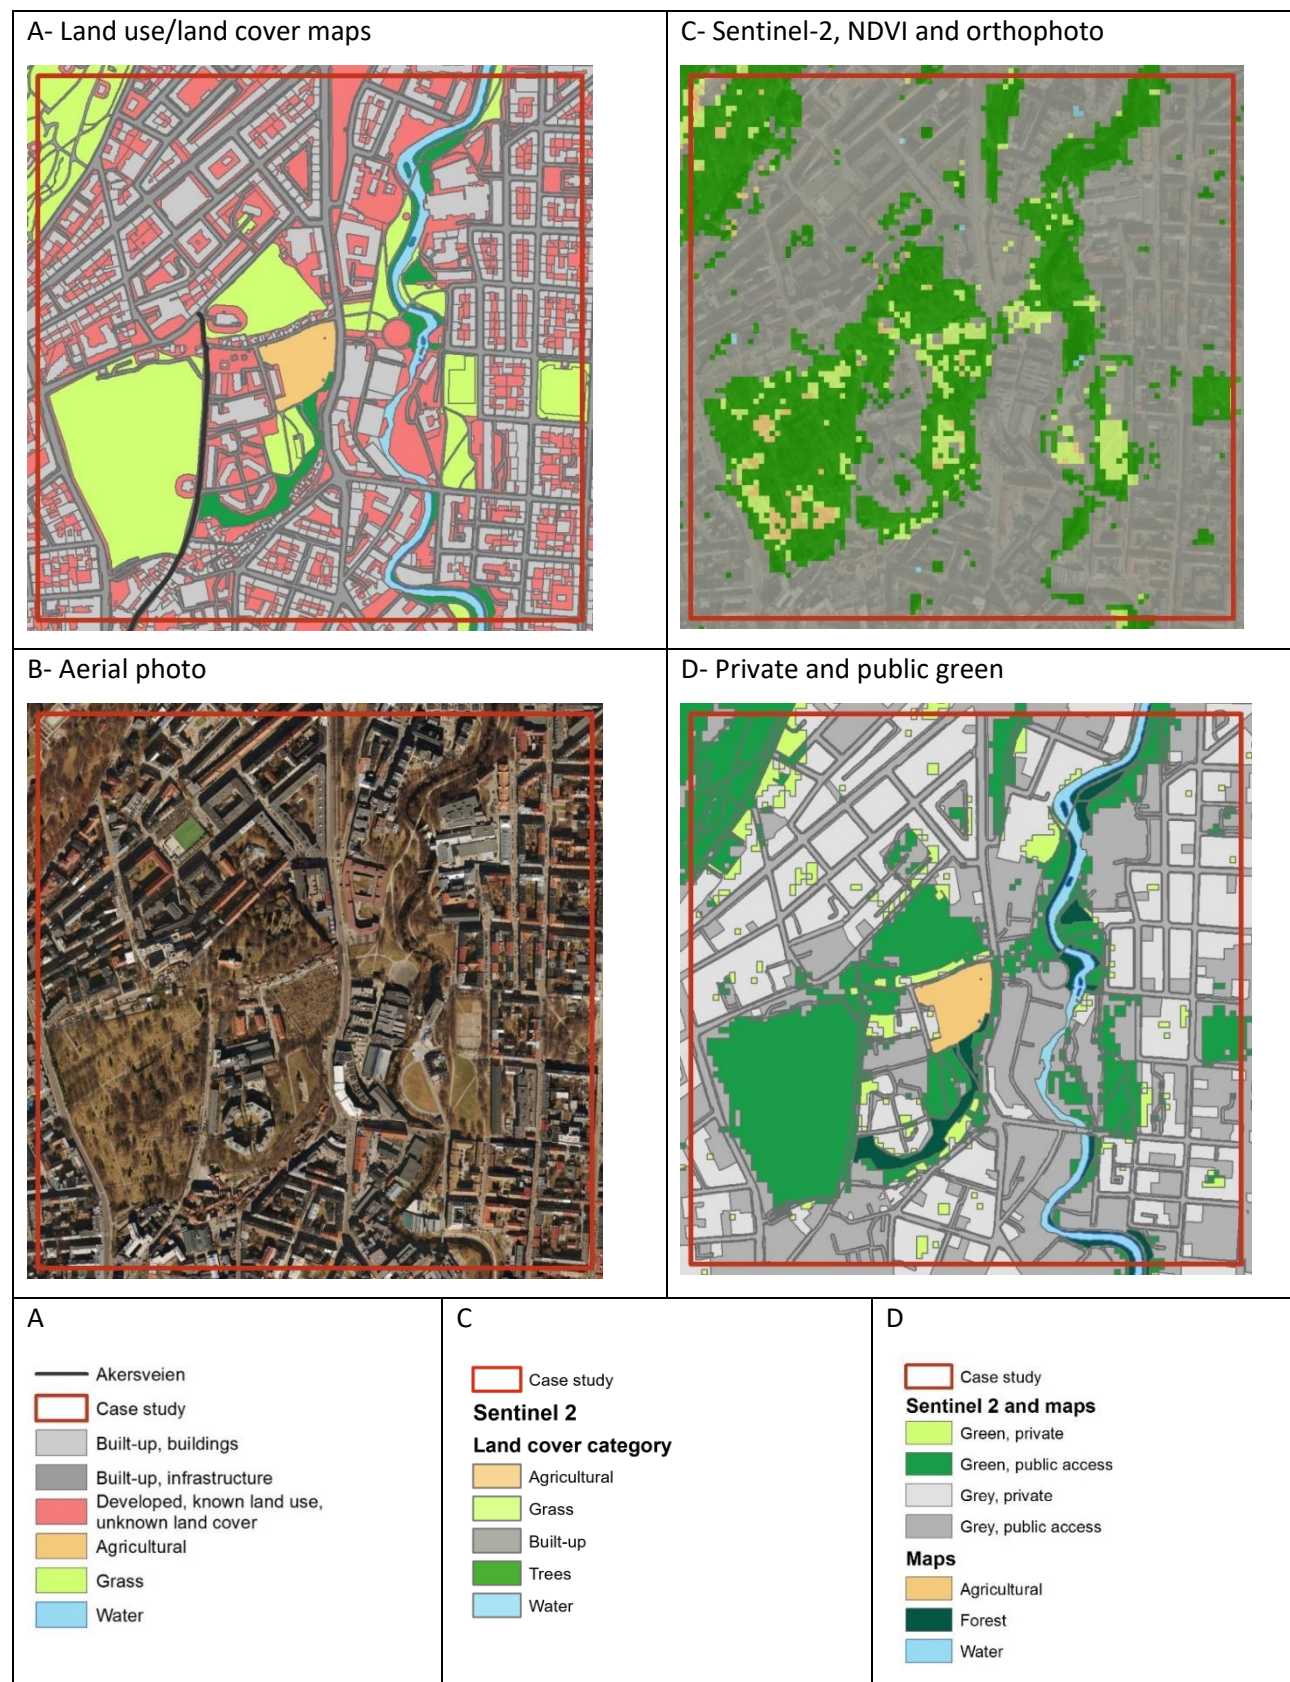 A- Land use/land cover maps
C- Sentinel-2, NDVI and orthophoto
B- Aerial photo
D- Private and public green
A
Akersveien
Case study
Built-up, buildings
Built-up, infrastructure
Developed, known land use,
unknown land cover
Agricultural
Grass
Water
C
Case study
Sentinel 2
Land cover category
Agricultural
Grass
Built-up
Trees
Water
D
Case study
Sentinel 2 and maps
Green, private
Green, public access
Grey, private
Grey, public access
Maps
Agricultural
Forest
Water